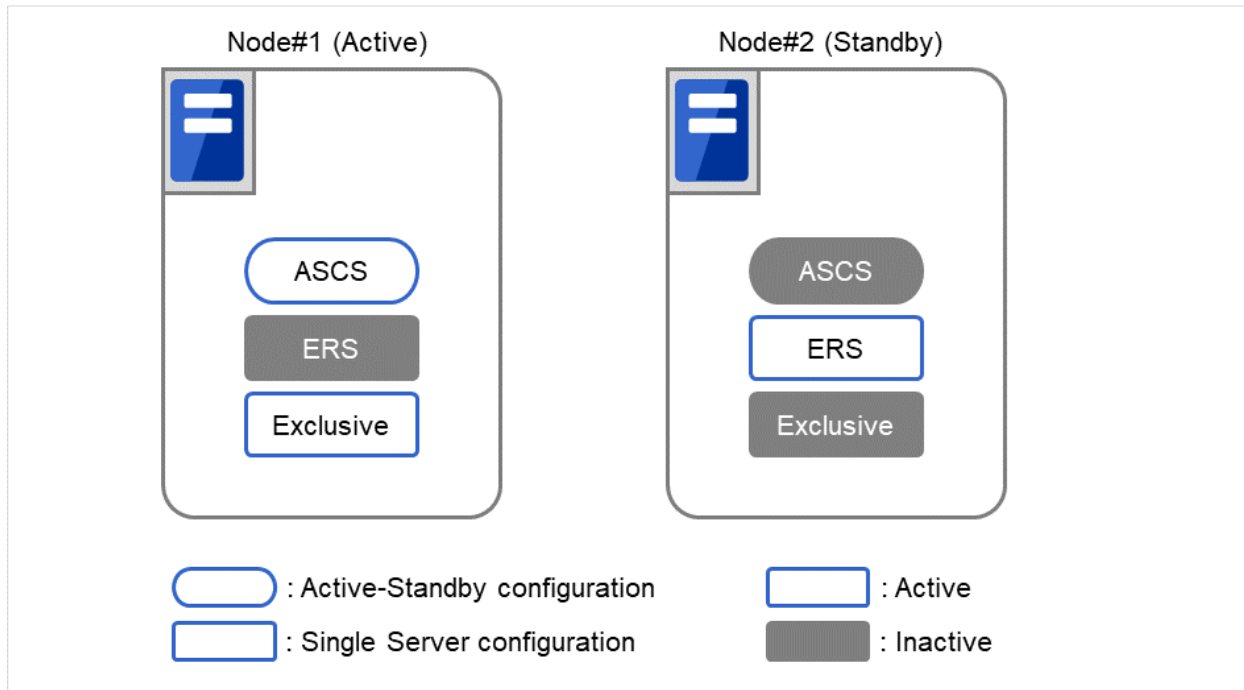 Node#1 (Active)
Node#2 (Standby)
ASCS
ERS
Exclusive
ASCS
ERS
Exclusive
: Active-Standby configuration
: Active
: Single Server configuration
: Inactive